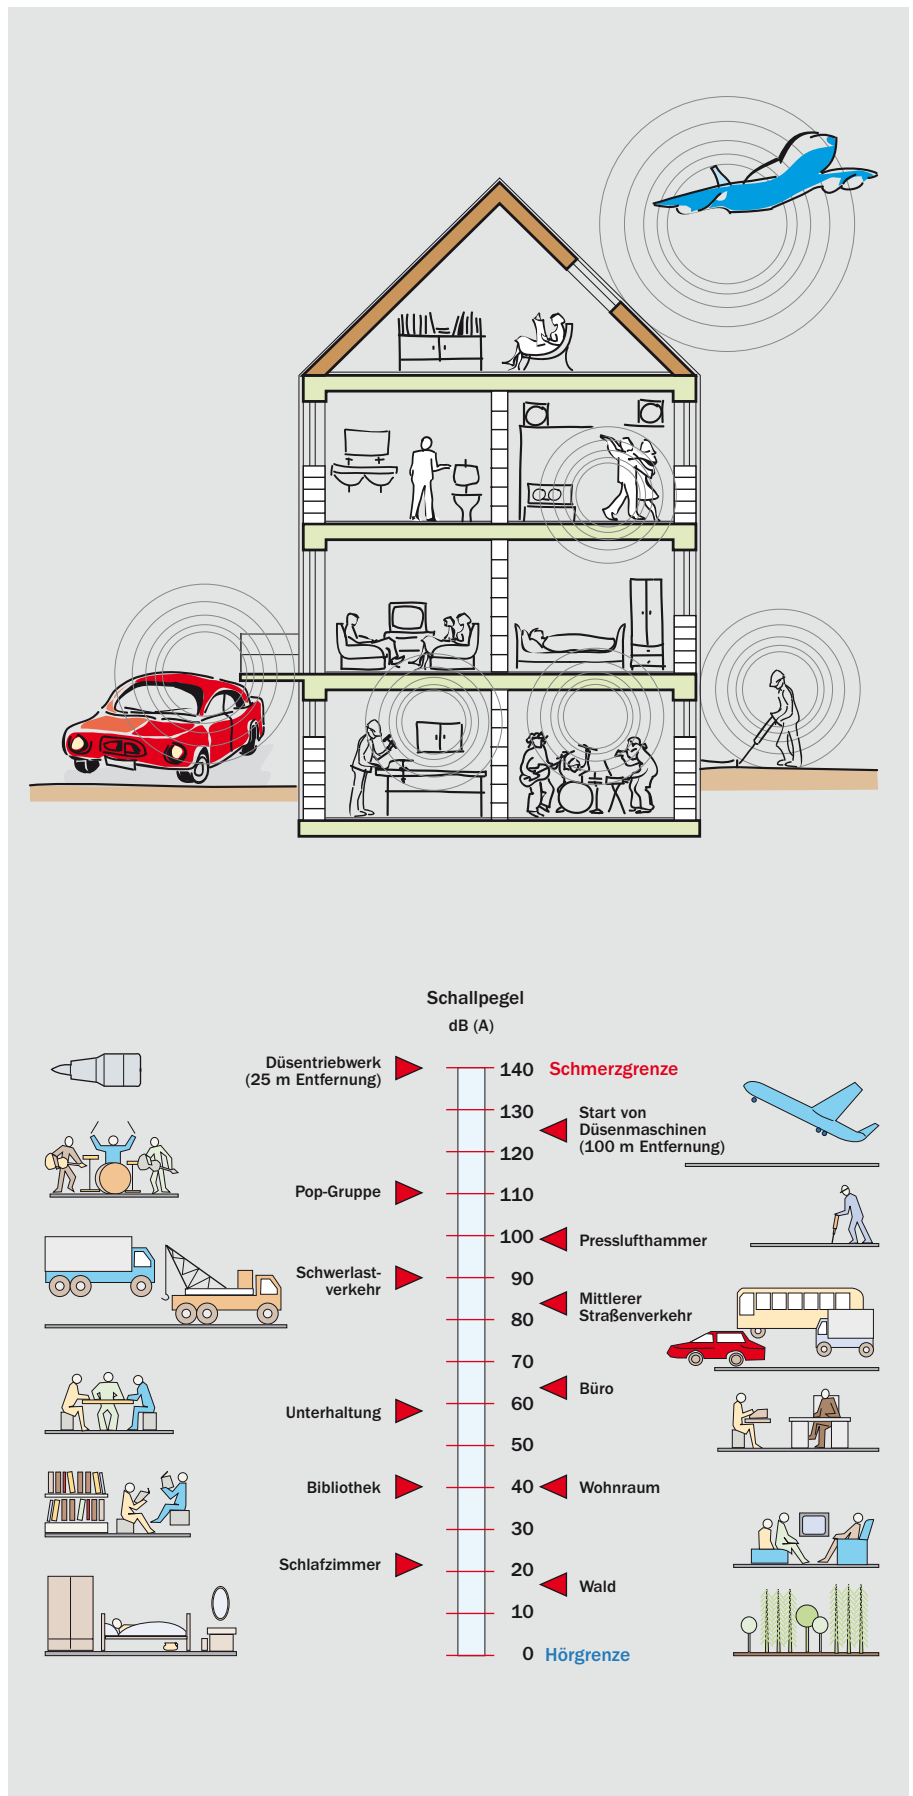 Schallpegel
dB (A)
Düsentriebwerk
(25 m Entfernung)
140 Schmerzgrenze
130
Start von
Düsenmaschinen
(100 m Entfernung)
120
Pop-Gruppe
110
100
Presslufthammer
Schwerlast-
verkehr
90
Mittlerer
Straßenverkehr
80
70
Büro
60
Unterhaltung
50
Bibliothek
40
Wohnraum
30
Schlafzimmer
20
Wald
10
0 Hörgrenze